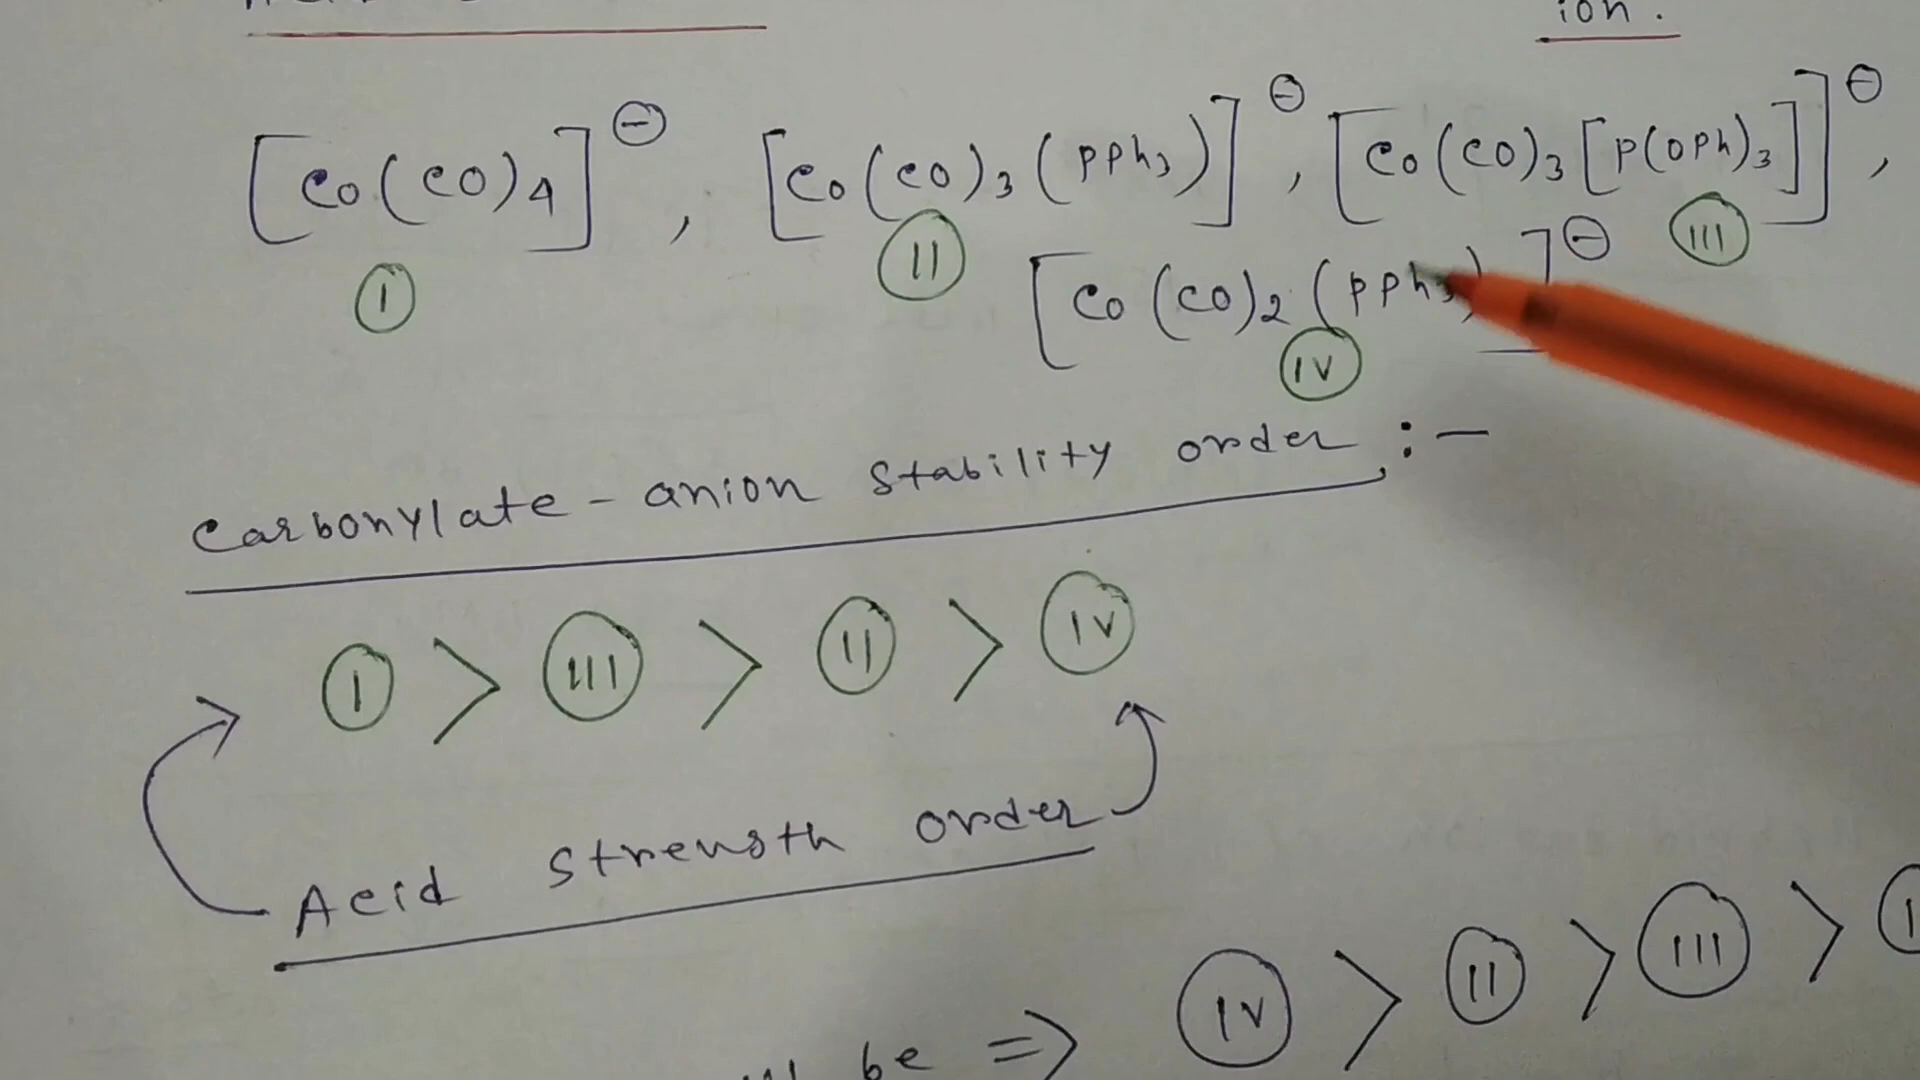 ion.
[Co(CO)4]⊖, [Co(CO)3(pph3)]⊖, [Co(CO)3[P(OPh)3]]⊖,
I II III
[Co(CO)2(pph3)]⊖
IV
Carbonylate-anion stability order :-
I > III > II > IV
Acid strength order
be => IV > II > III >